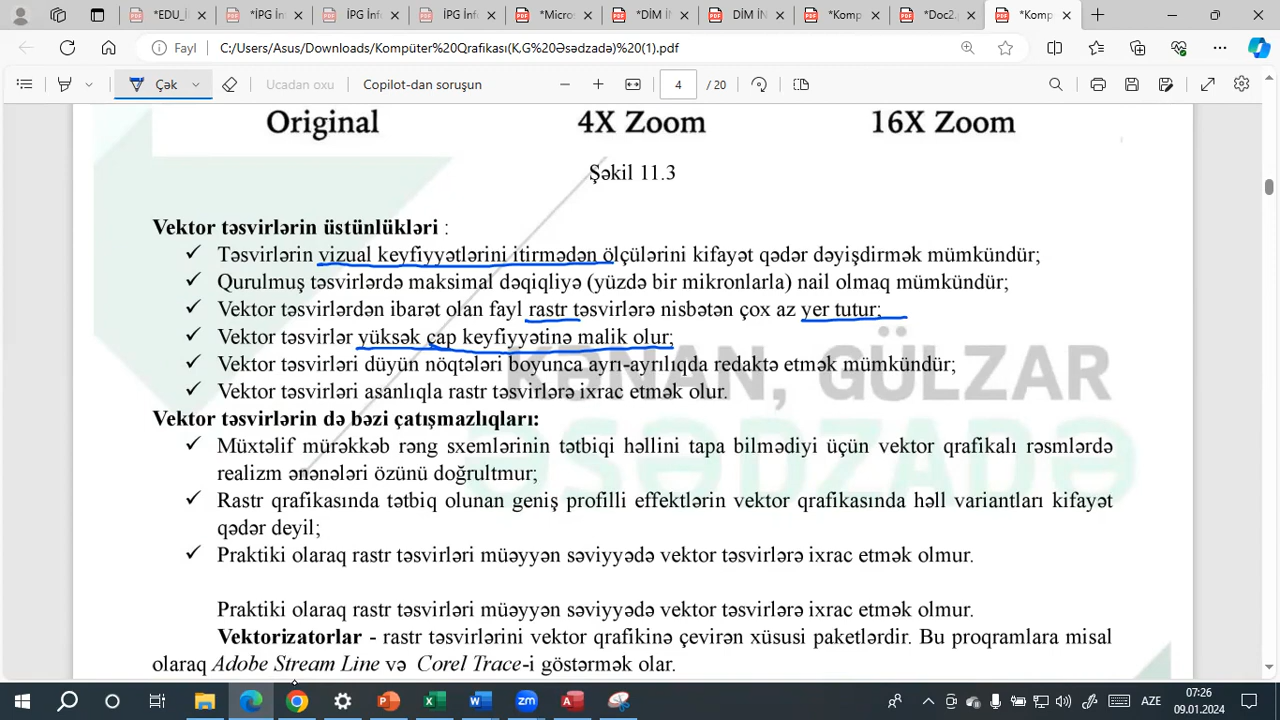 *EDU_İ
*İPG İnf
İPG İnfo
İPG İnfo
*Micros
*DİM İN
DİM İN
*Komp
*Doc2.p
*Komp
Fayl
C:/Users/Asus/Downloads/Kompüter%20Qrafikası(K,G%20Əsədzadə)%20(1).pdf
Çək
Ucadan oxu
Copilot-dan soruşun
4
/ 20
Original
4X Zoom
16X Zoom
Şəkil 11.3
Vektor təsvirlərin üstünlükləri :
✓ Təsvirlərin vizual keyfiyyətlərini itirmədən ölçülərini kifayət qədər dəyişdirmək mümkündür;
✓ Qurulmuş təsvirlərdə maksimal dəqiqliyə (yüzdə bir mikronlarla) nail olmaq mümkündür;
✓ Vektor təsvirlərdən ibarət olan fayl rastr təsvirlərə nisbətən çox az yer tutur;
✓ Vektor təsvirlər yüksək çap keyfiyyətinə malik olur;
✓ Vektor təsvirləri düyün nöqtələri boyunca ayrı-ayrılıqda redaktə etmək mümkündür;
✓ Vektor təsvirləri asanlıqla rastr təsvirlərə ixrac etmək olur.
KƏNAN, GÜLZAR
ƏSƏDZADƏ
Vektor təsvirlərin də bəzi çatışmazlıqları:
✓ Müxtəlif mürəkkəb rəng sxemlərinin tətbiqi həllini tapa bilmədiyi üçün vektor qrafikalı rəsmlərdə
realizm ənənələri özünü doğrultmur;
✓ Rastr qrafikasında tətbiq olunan geniş profilli effektlərin vektor qrafikasında həll variantları kifayət
qədər deyil;
✓ Praktiki olaraq rastr təsvirləri müəyyən səviyyədə vektor təsvirlərə ixrac etmək olmur.
Praktiki olaraq rastr təsvirləri müəyyən səviyyədə vektor təsvirlərə ixrac etmək olmur.
Vektorizatorlar - rastr təsvirlərini vektor qrafikinə çevirən xüsusi paketlərdir. Bu proqramlara misal
olaraq Adobe Stream Line və Corel Trace-i göstərmək olar.
AZE
07:26
09.01.2024